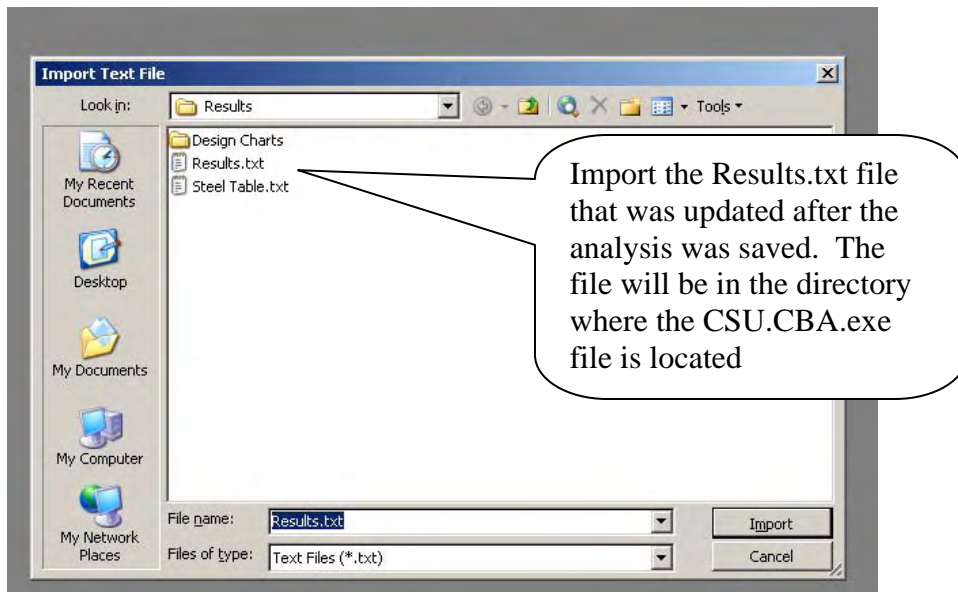 Import Text File
Look in:
Results
Tools
Design Charts
Results.txt
Steel Table.txt
My Recent
Documents
Desktop
My Documents
My Computer
My Network
Places
Import the Results.txt file
that was updated after the
analysis was saved. The
file will be in the directory
where the CSU.CBA.exe
file is located
File name:
Results.txt
Import
Files of type:
Text Files (*.txt)
Cancel